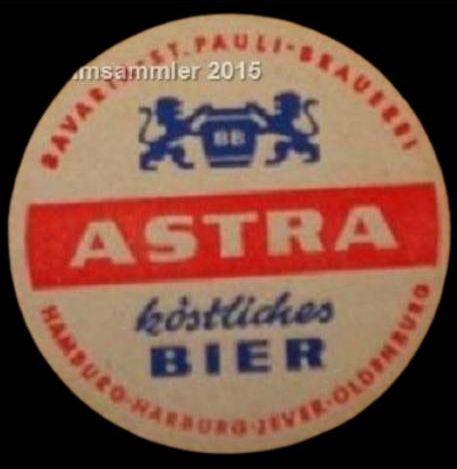 BAVARIA-ST. PAULI-BRAUEREI
msammler 2015
BB
ASTRA
köstliches
BIER
HAMBURG-HARBURG-JEVER-OLDENBURG